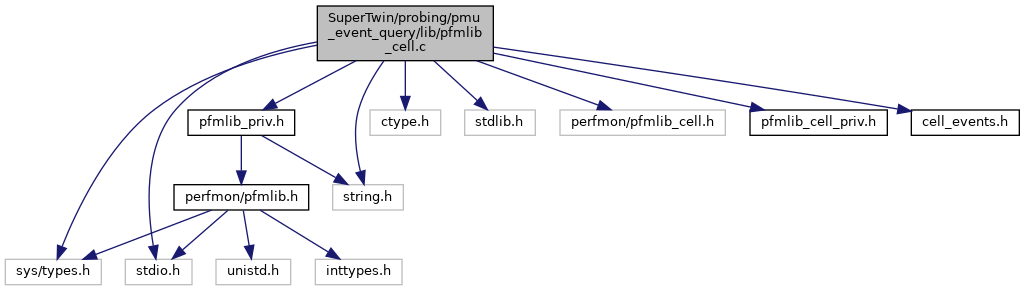 SuperTwin/probing/pmu
_event_query/lib/pfmlib
_cell.c
pfmlib_priv.h
ctype.h
stdlib.h
perfmon/pfmlib_cell.h
pfmlib_cell_priv.h
cell_events.h
perfmon/pfmlib.h
string.h
sys/types.h
stdio.h
unistd.h
inttypes.h